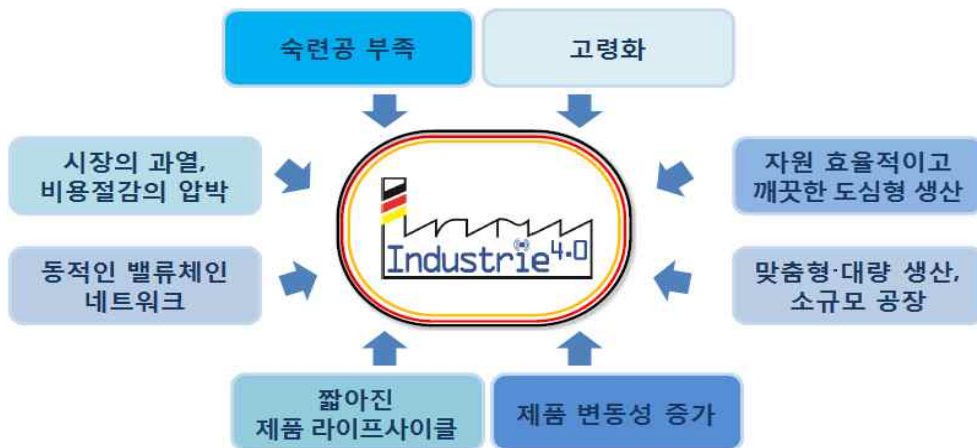 숙련공 부족
고령화
시장의 과열,
비용절감의 압박
자원 효율적이고
깨끗한 도심형 생산
Industrie 4.0
동적인 밸류체인
네트워크
맞춤형·대량 생산,
소규모 공장
짧아진
제품 라이프사이클
제품 변동성 증가